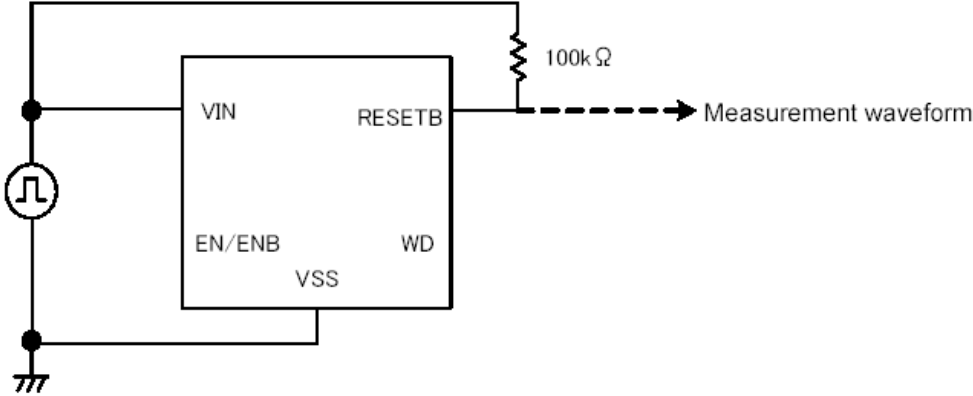 100kΩ
VIN
RESETB
Measurement waveform
EN/ENB
WD
VSS